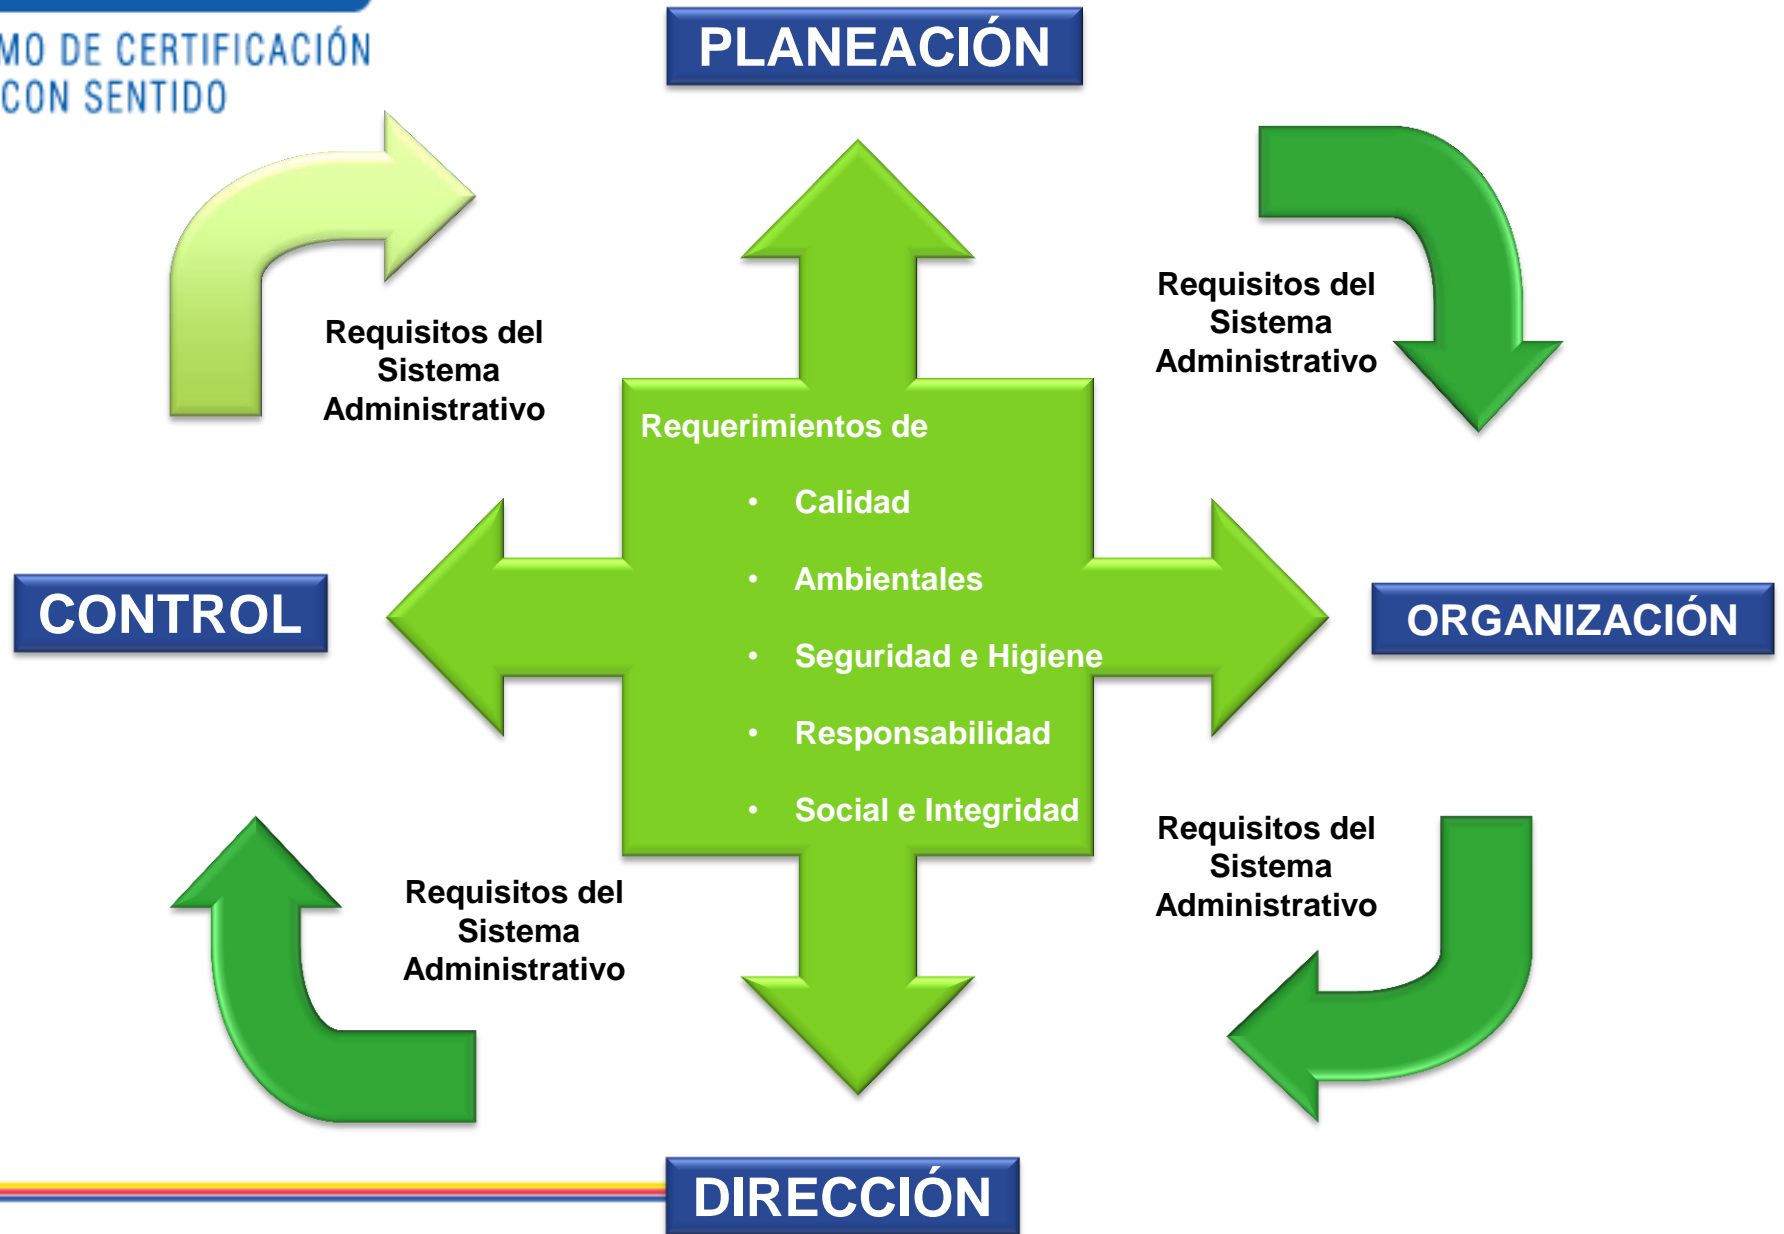 MO DE CERTIFICACIÓN
CON SENTIDO
PLANEACIÓN
Requisitos del
Sistema
Administrativo
Requisitos del
Sistema
Administrativo
Requerimientos de
• Calidad
• Ambientales
• Seguridad e Higiene
• Responsabilidad
• Social e Integridad
CONTROL
ORGANIZACIÓN
Requisitos del
Sistema
Administrativo
Requisitos del
Sistema
Administrativo
DIRECCIÓN